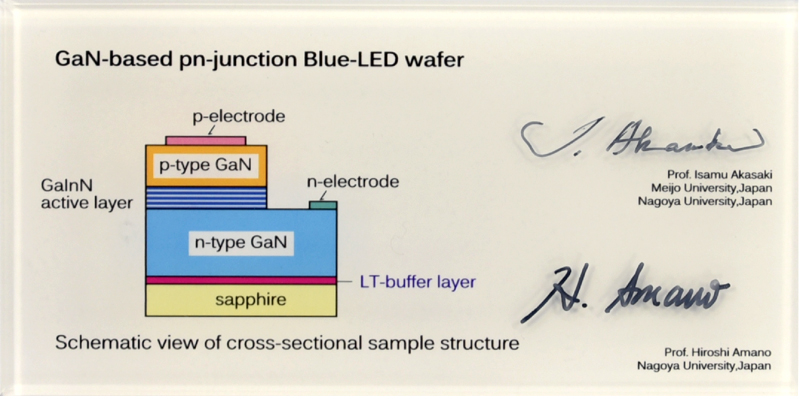 GaN-based pn-junction Blue-LED wafer
p-electrode
p-type GaN
GaInN
active layer
n-electrode
n-type GaN
LT-buffer layer
sapphire
Schematic view of cross-sectional sample structure
I. Akasaki
Prof. Isamu Akasaki
Meijo University,Japan
Nagoya University,Japan
H. Amano
Prof. Hiroshi Amano
Nagoya University,Japan